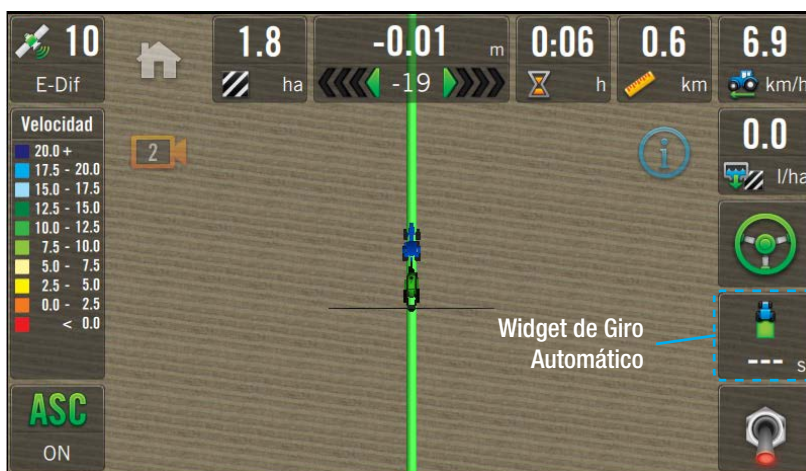 10
E-Dif
1.8
ha
-0.01 m
-19
0:06
h
0.6
km
6.9
km/h
Velocidad
20.0 +
17.5 - 20.0
15.0 - 17.5
12.5 - 15.0
10.0 - 12.5
7.5 - 10.0
5.0 - 7.5
2.5 - 5.0
0.0 - 2.5
< 0.0
2
i
0.0
l/ha
Widget de Giro
Automático
--- s
ASC
ON